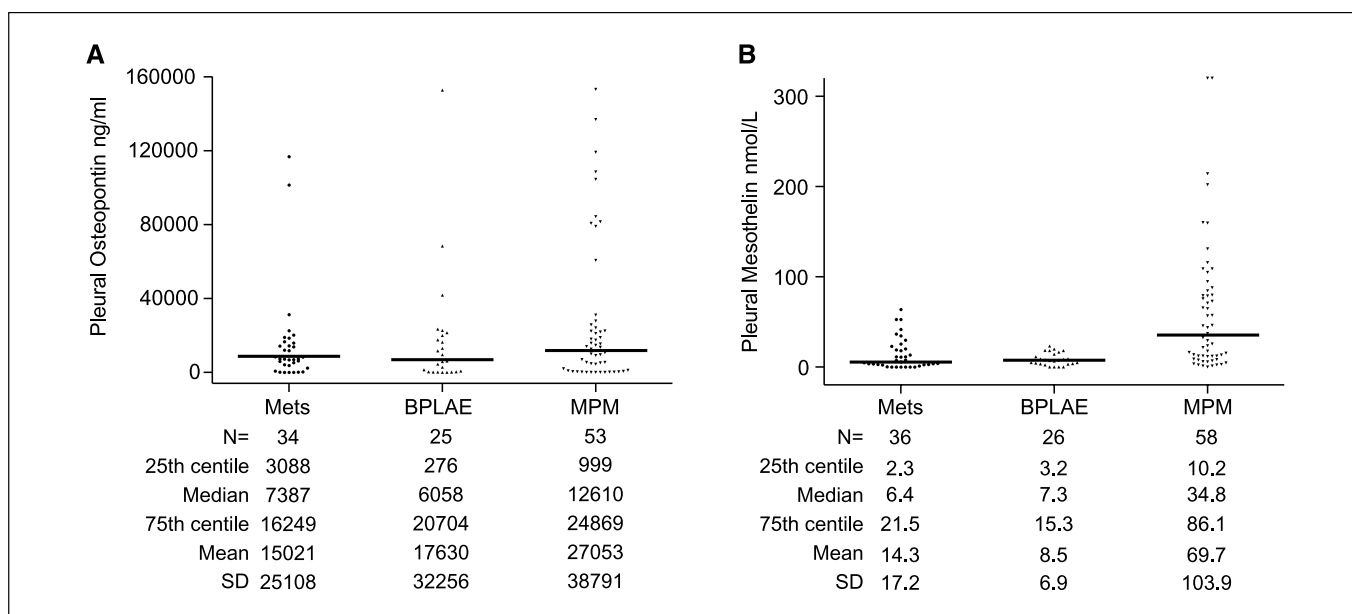 A
Pleural Osteopontin ng/ml
160000
120000
80000
40000
0
Mets BPLAE MPM
N= 34 25 53
25th centile 3088 276 999
Median 7387 6058 12610
75th centile 16249 20704 24869
Mean 15021 17630 27053
SD 25108 32256 38791
B
Pleural Mesothelin nmol/L
300
200
100
0
Mets BPLAE MPM
N= 36 26 58
25th centile 2.3 3.2 10.2
Median 6.4 7.3 34.8
75th centile 21.5 15.3 86.1
Mean 14.3 8.5 69.7
SD 17.2 6.9 103.9